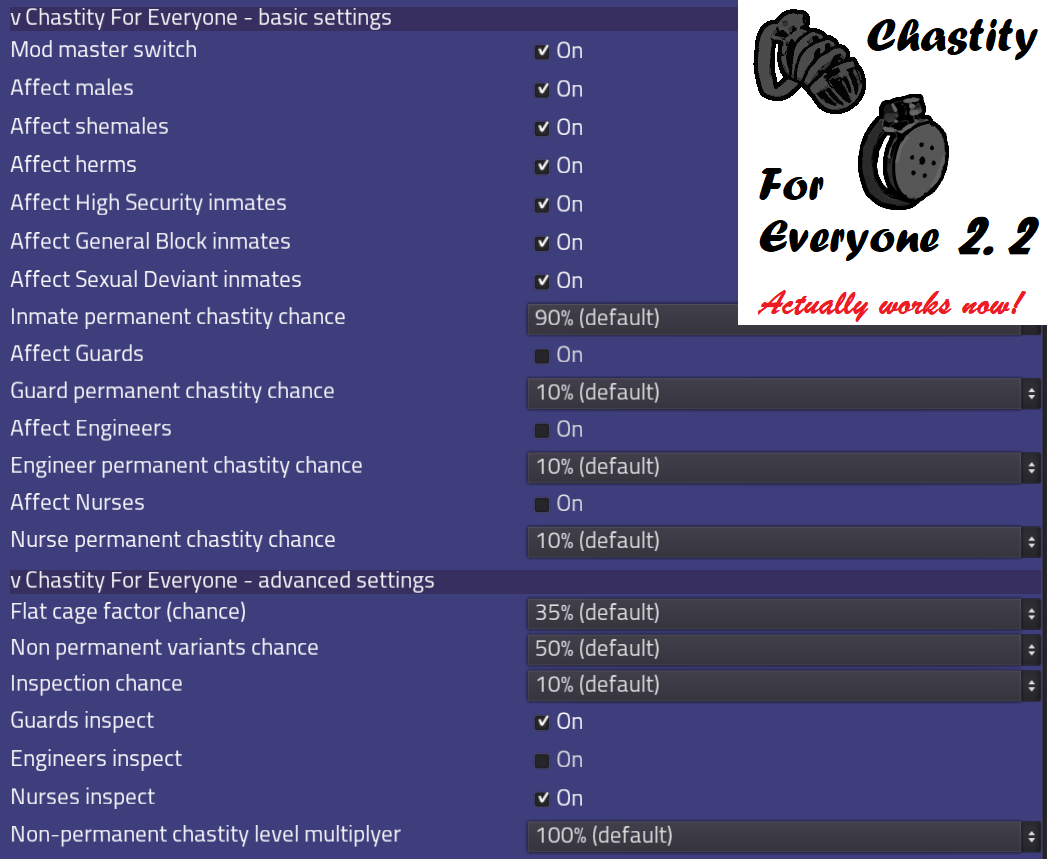 v Chastity For Everyone - basic settings
Mod master switch On
Affect males On
Affect shemales On
Affect herms On
Affect High Security inmates On
Affect General Block inmates On
Affect Sexual Deviant inmates On
Inmate permanent chastity chance 90% (default)
Affect Guards On
Guard permanent chastity chance 10% (default)
Affect Engineers On
Engineer permanent chastity chance 10% (default)
Affect Nurses On
Nurse permanent chastity chance 10% (default)
v Chastity For Everyone - advanced settings
Flat cage factor (chance) 35% (default)
Non permanent variants chance 50% (default)
Inspection chance 10% (default)
Guards inspect On
Engineers inspect On
Nurses inspect On
Non-permanent chastity level multiplyer 100% (default)
Chastity
For
Everyone 2. 2
Actually works now!